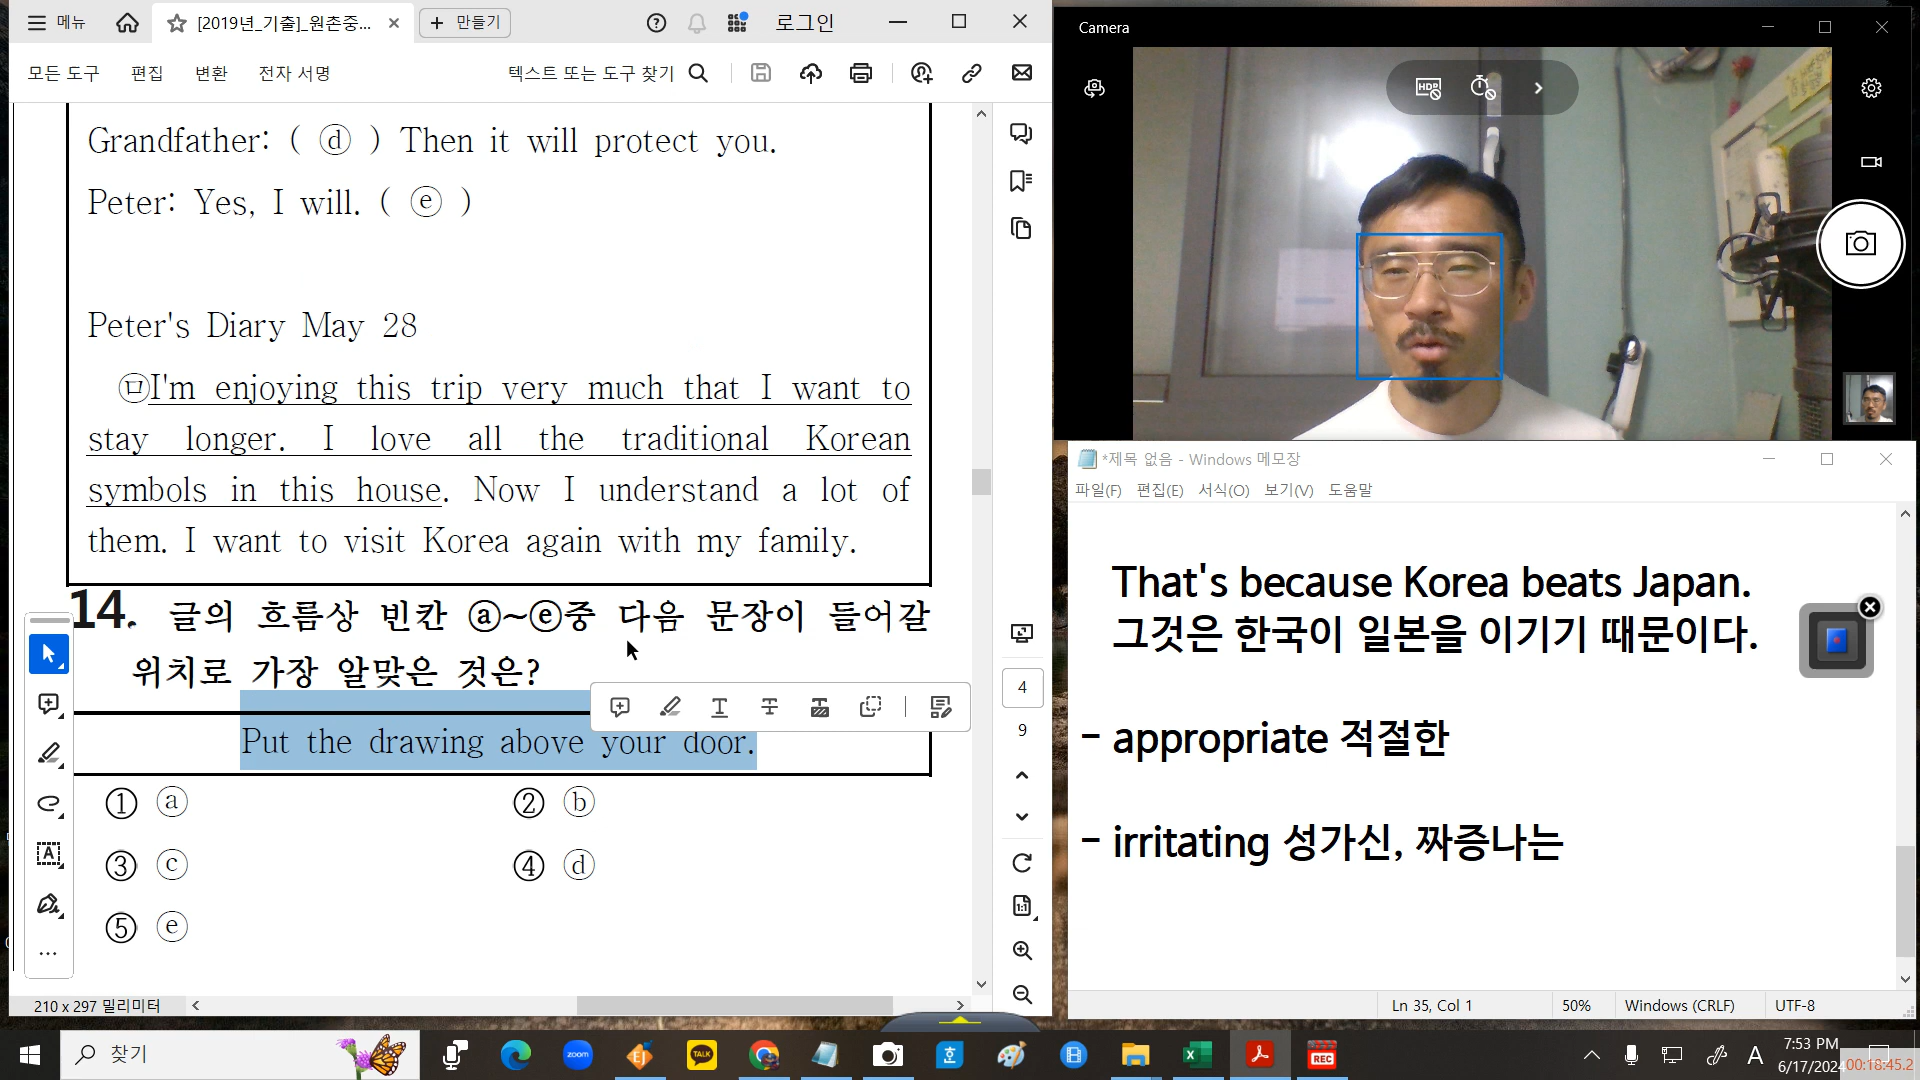 메뉴
[2019년_기출]_원촌중...
만들기
로그인
모두 도구
편집
변환
전자 서명
텍스트 또는 도구 찾기
Grandfather: ( ⓓ ) Then it will protect you.
Peter: Yes, I will. ( ⓔ )
Peter's Diary May 28
㉤I'm enjoying this trip very much that I want to
stay longer. I love all the traditional Korean
symbols in this house. Now I understand a lot of
them. I want to visit Korea again with my family.
14. 글의 흐름상 빈칸 ⓐ~ⓔ중 다음 문장이 들어갈
위치로 가장 알맞은 것은?
Put the drawing above your door.
① ⓐ
② ⓑ
③ ⓒ
④ ⓓ
⑤ ⓔ
4
9
210 x 297 밀리미터
Camera
*제목 없음 - Windows 메모장
파일(F) 편집(E) 서식(O) 보기(V) 도움말
That's because Korea beats Japan.
그것은 한국이 일본을 이기기 때문이다.
- appropriate 적절한
- irritating 성가신, 짜증나는
Ln 35, Col 1
50%
Windows (CRLF)
UTF-8
찾기
zoom
EJ
TALK
REC
A
7:53 PM
6/17/2024
00:18:45.2